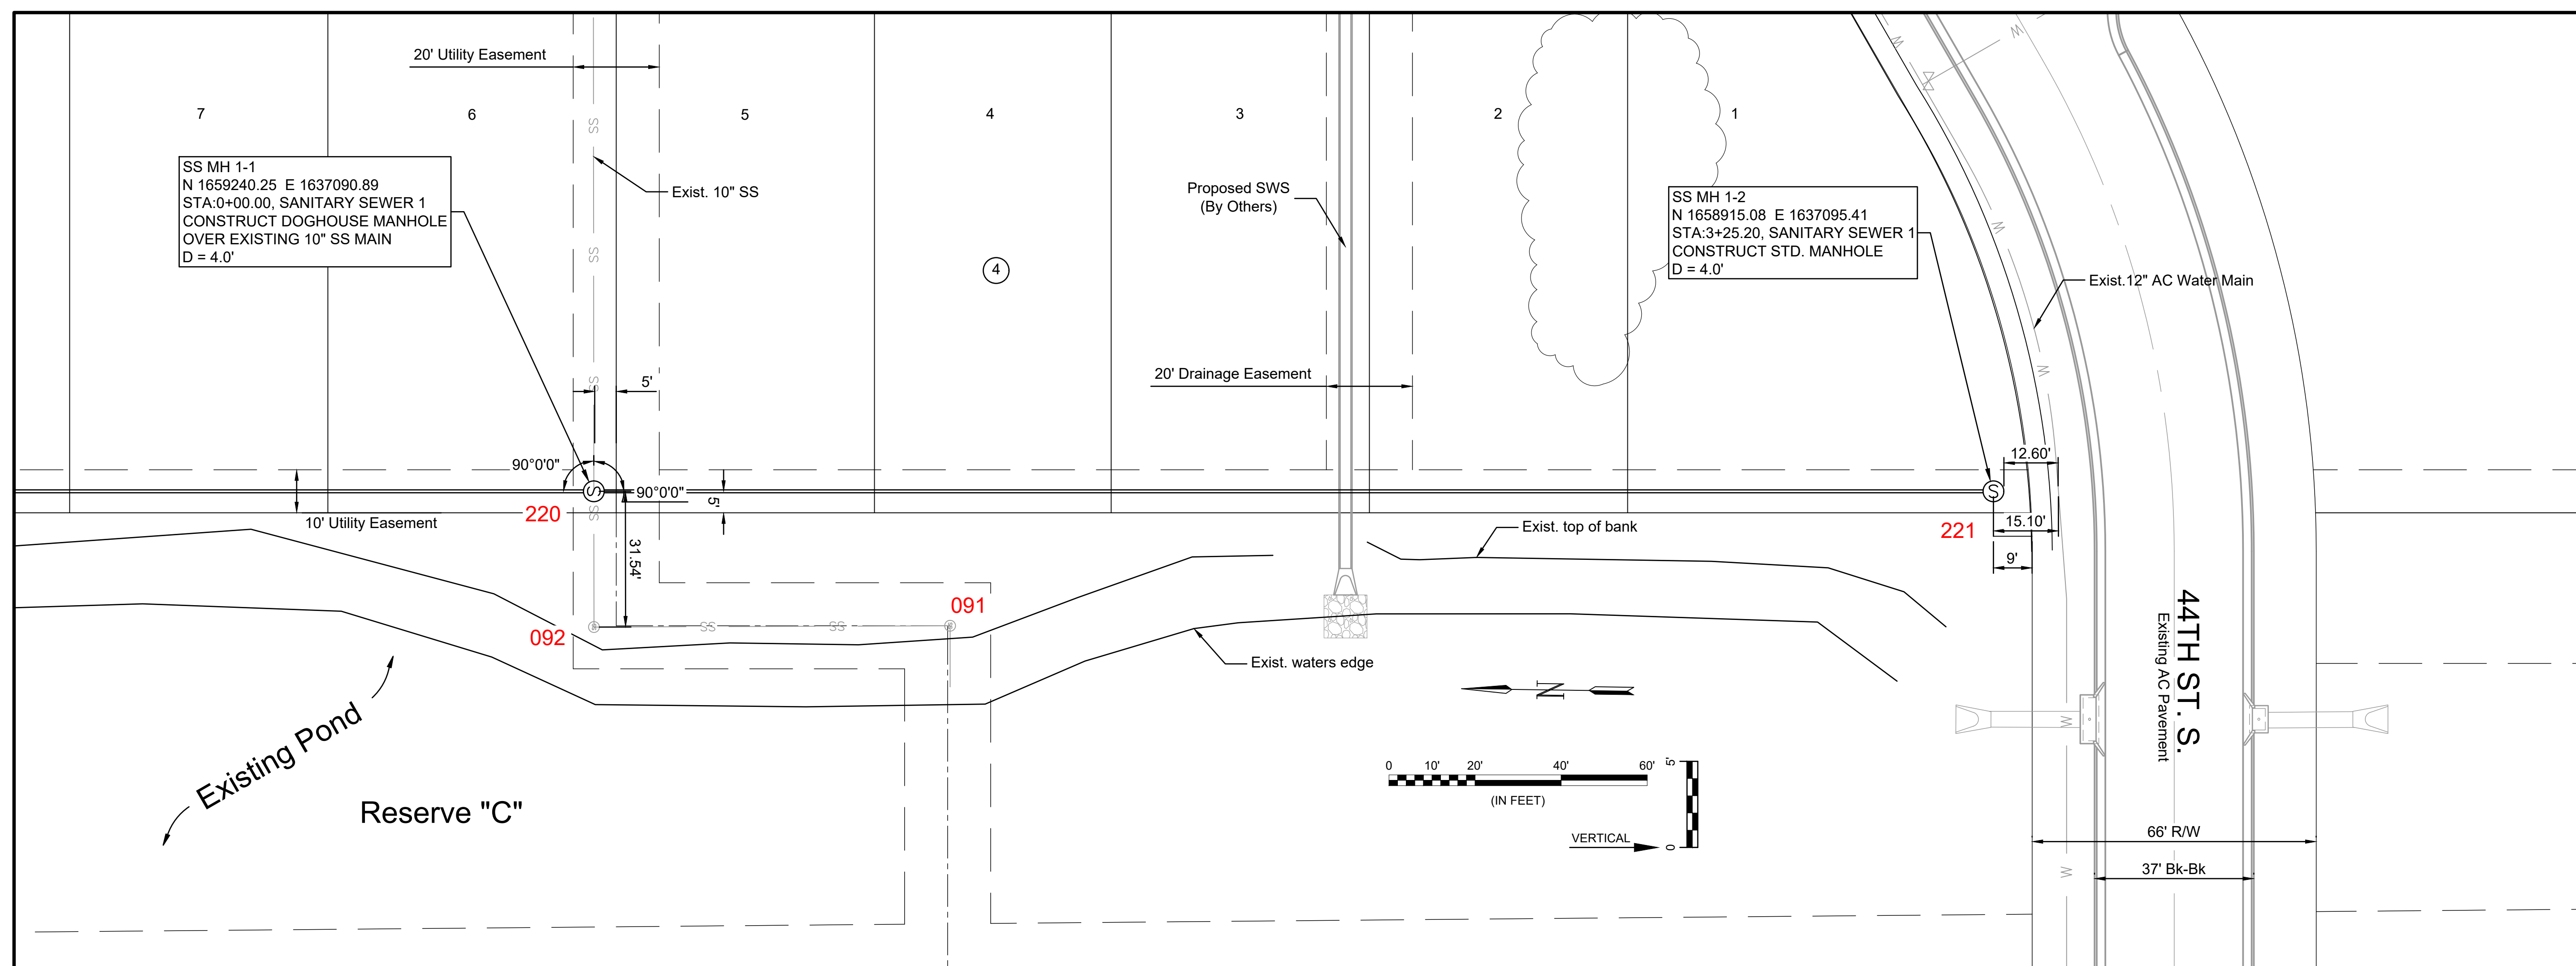 20' Utility Easement
7
6
5
4
3
2
1
SS
SS MH 1-1
N 1659240.25  E 1637090.89
STA:0+00.00, SANITARY SEWER 1
CONSTRUCT DOGHOUSE MANHOLE
OVER EXISTING 10" SS MAIN
D = 4.0'
Exist. 10" SS
Proposed SWS
(By Others)
SS MH 1-2
N 1658915.08  E 1637095.41
STA:3+25.20, SANITARY SEWER 1
CONSTRUCT STD. MANHOLE
D = 4.0'
W
W
W
W
SS
4
Exist.12" AC Water Main
SS
5'
20' Drainage Easement
90°0'0"
90°0'0"
S
S
5'
12.60'
15.10'
9'
220
221
10' Utility Easement
SS
31.54'
Exist. top of bank
091
092
SS
SS
Exist. waters edge
N
44TH ST. S.
Existing AC Pavement
W
W
Existing Pond
Reserve "C"
0
10'
20'
40'
60'
(IN FEET)
VERTICAL
5'
0
66' R/W
37' Bk-Bk